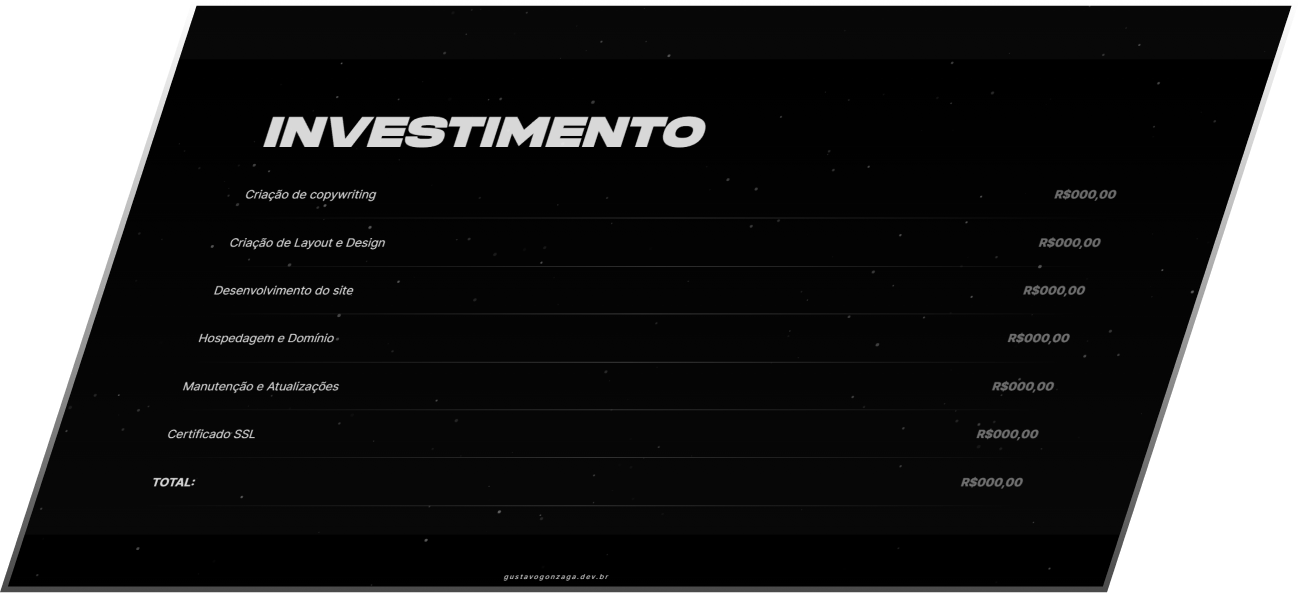 INVESTIMENTO
Criação de copywriting R$000,00
Criação de Layout e Design R$000,00
Desenvolvimento do site R$000,00
Hospedagem e Domínio R$000,00
Manutenção e Atualizações R$000,00
Certificado SSL R$000,00
TOTAL: R$000,00
gustavogonzaga.dev.br